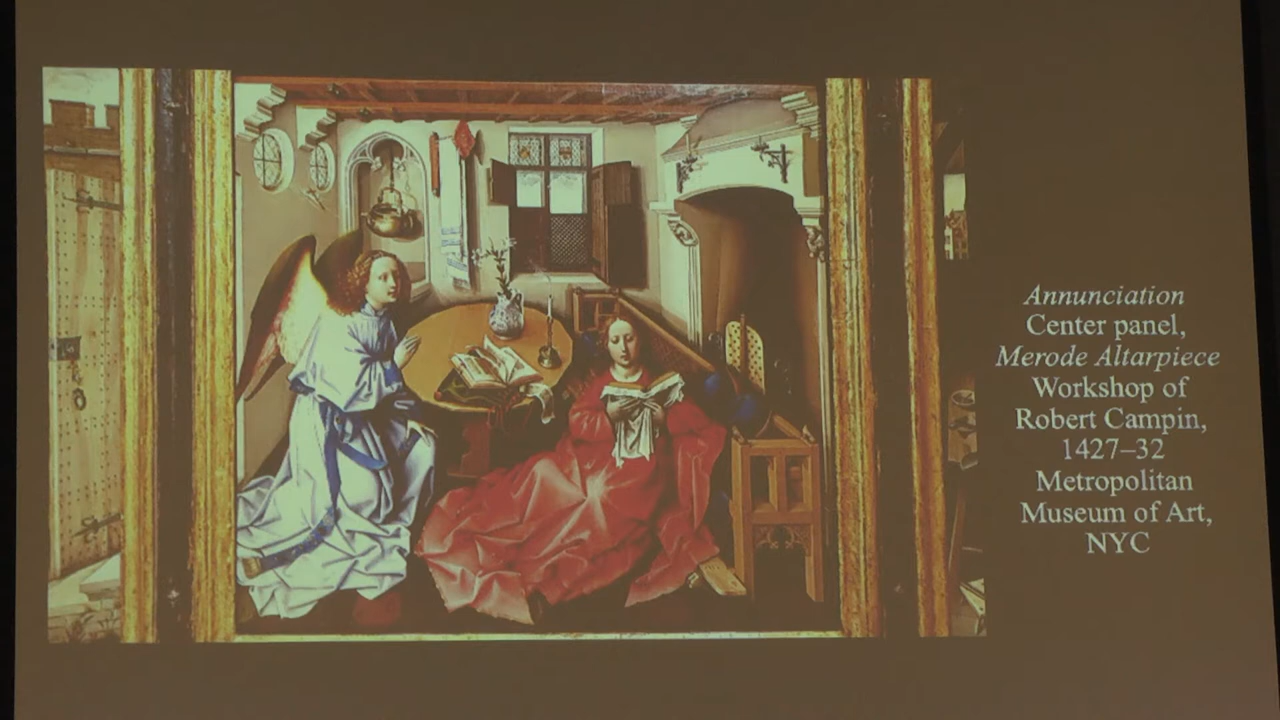 Annunciation
Center panel,
Merode Altarpiece
Workshop of
Robert Campin,
1427–32
Metropolitan
Museum of Art,
NYC